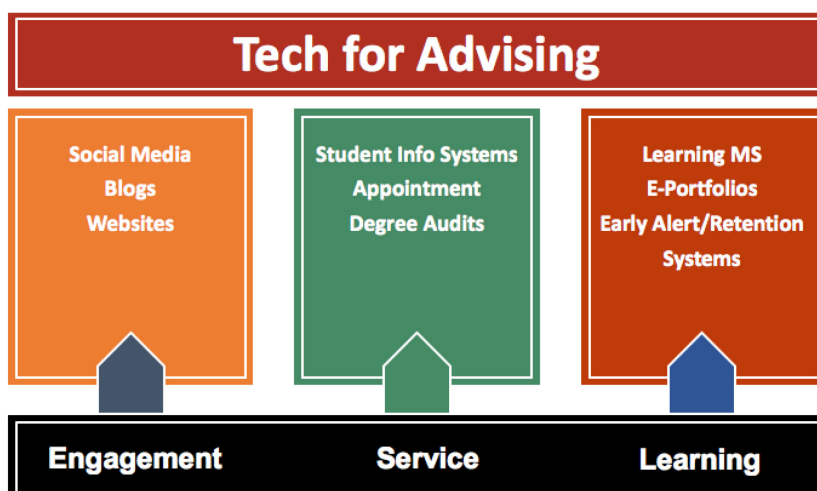 Tech for Advising
Social Media
Blogs
Websites
Student Info Systems
Appointment
Degree Audits
Learning MS
E-Portfolios
Early Alert/Retention
Systems
Engagement
Service
Learning